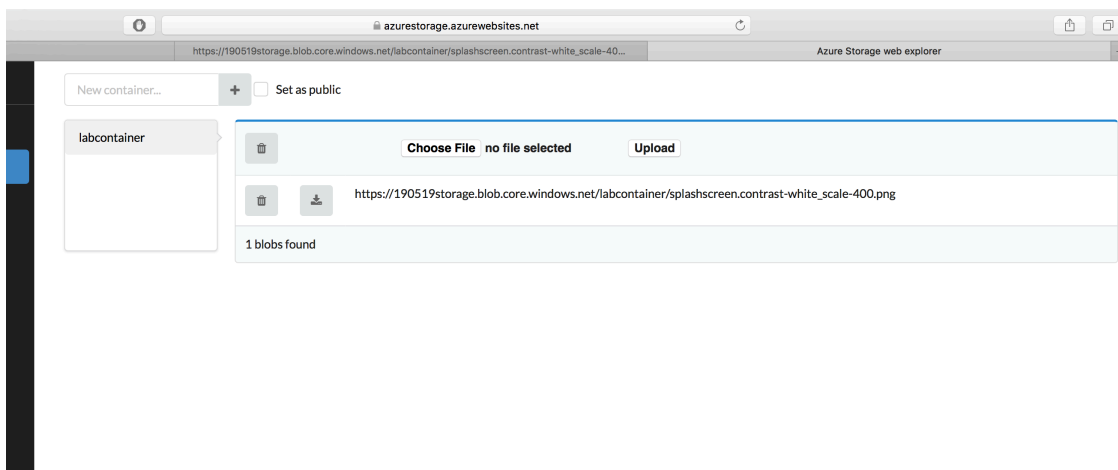 azurestorage.azurewebsites.net
https://190519storage.blob.core.windows.net/labcontainer/splashscreen.contrast-white_scale-40...
Azure Storage web explorer
New container...
+
Set as public
labcontainer
Choose File no file selected
Upload
https://190519storage.blob.core.windows.net/labcontainer/splashscreen.contrast-white_scale-400.png
1 blobs found